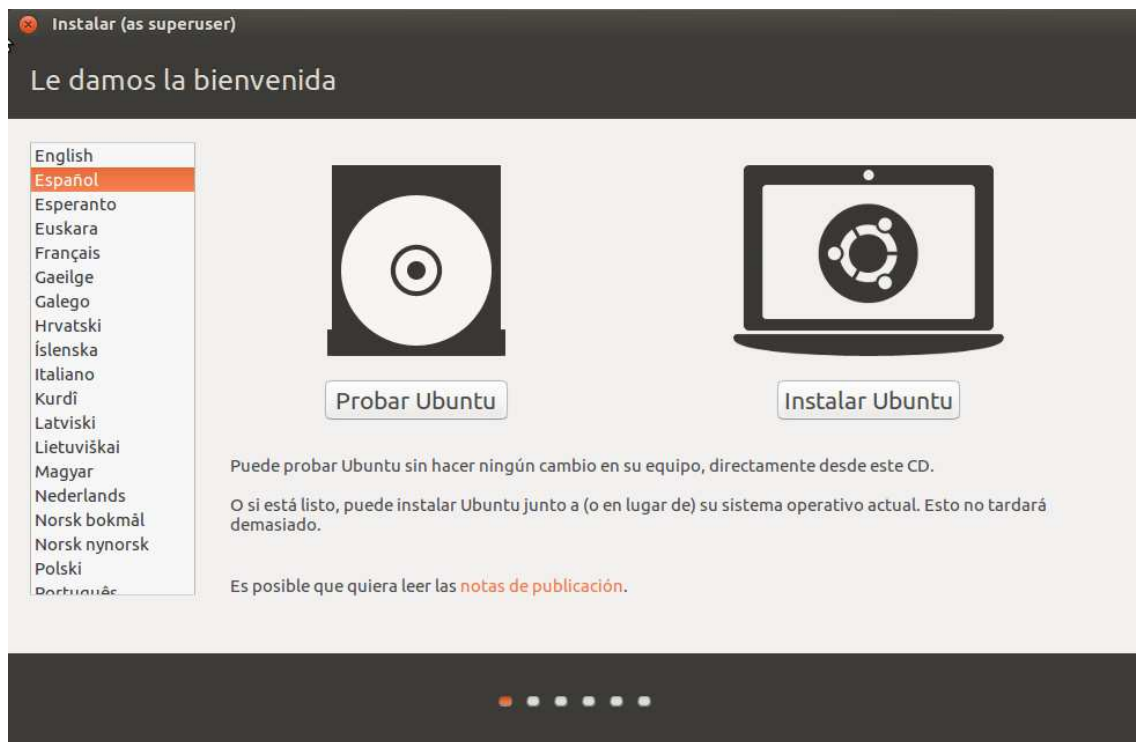 Instalar (as superuser)
Le damos la bienvenida
English
Español
Esperanto
Euskara
Français
Gaeilge
Galego
Hrvatski
Íslenska
Italiano
Kurdî
Latviski
Lietuviškai
Magyar
Nederlands
Norsk bokmål
Norsk nynorsk
Polski
Português
Probar Ubuntu
Instalar Ubuntu
Puede probar Ubuntu sin hacer ningún cambio en su equipo, directamente desde este CD.
O si está listo, puede instalar Ubuntu junto a (o en lugar de) su sistema operativo actual. Esto no tardará
demasiado.
Es posible que quiera leer las notas de publicación.